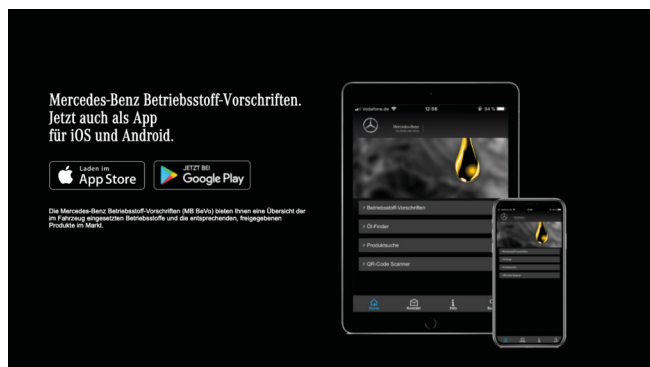 Mercedes-Benz Betriebsstoff-Vorschriften.
Jetzt auch als App
für iOS und Android.
Laden im
App Store
JETZT BEI
Google Play
Die Mercedes-Benz Betriebsstoff-Vorschriften (MB BeVo) bieten Ihnen eine Übersicht der
im Fahrzeug eingesetzten Betriebsstoffe und die entsprechenden, freigegebenen
Produkte im Markt.
Vodafone.de
12:58
84 %
Mercedes-Benz
> Betriebsstoff-Vorschriften
> Öl-Finder
> Produktsuche
> QR-Code Scanner
Home
Kontakt
Info